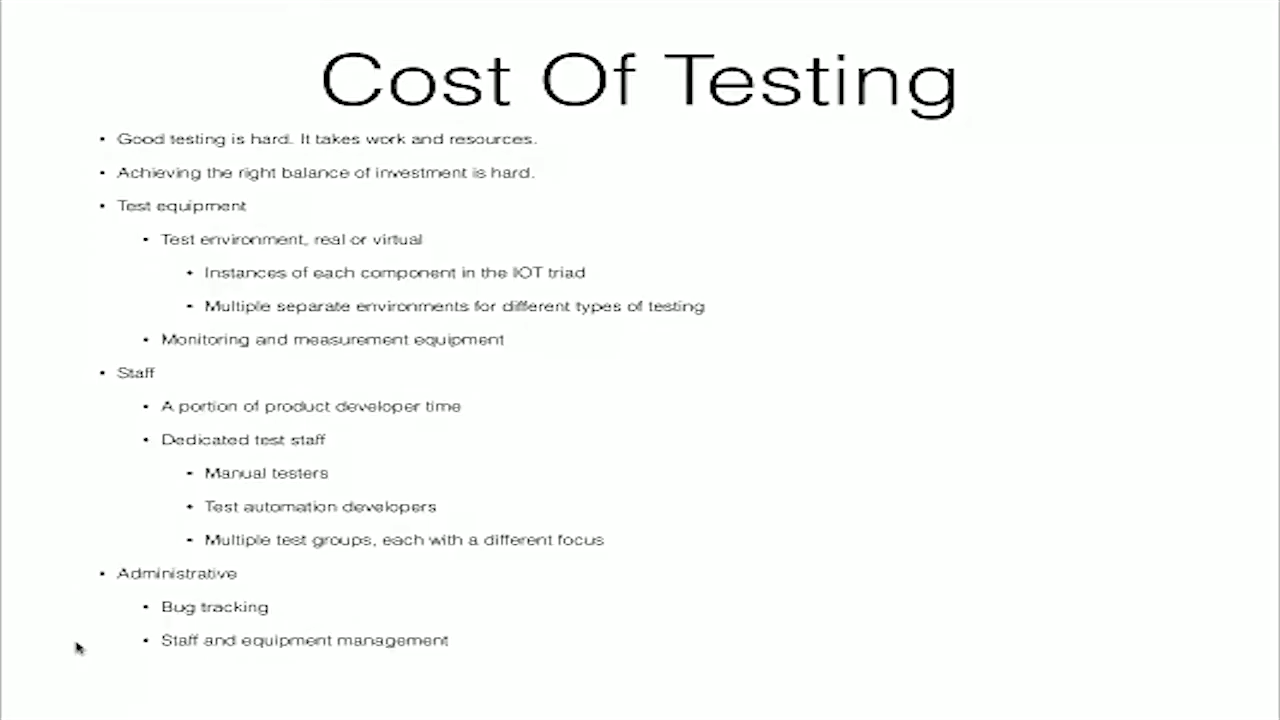 Cost Of Testing
• Good testing is hard. It takes work and resources.
• Achieving the right balance of investment is hard.
• Test equipment
• Test environment, real or virtual
• Instances of each component in the IOT triad
• Multiple separate environments for different types of testing
• Monitoring and measurement equipment
• Staff
• A portion of product developer time
• Dedicated test staff
• Manual testers
• Test automation developers
• Multiple test groups, each with a different focus
• Administrative
• Bug tracking
• Staff and equipment management